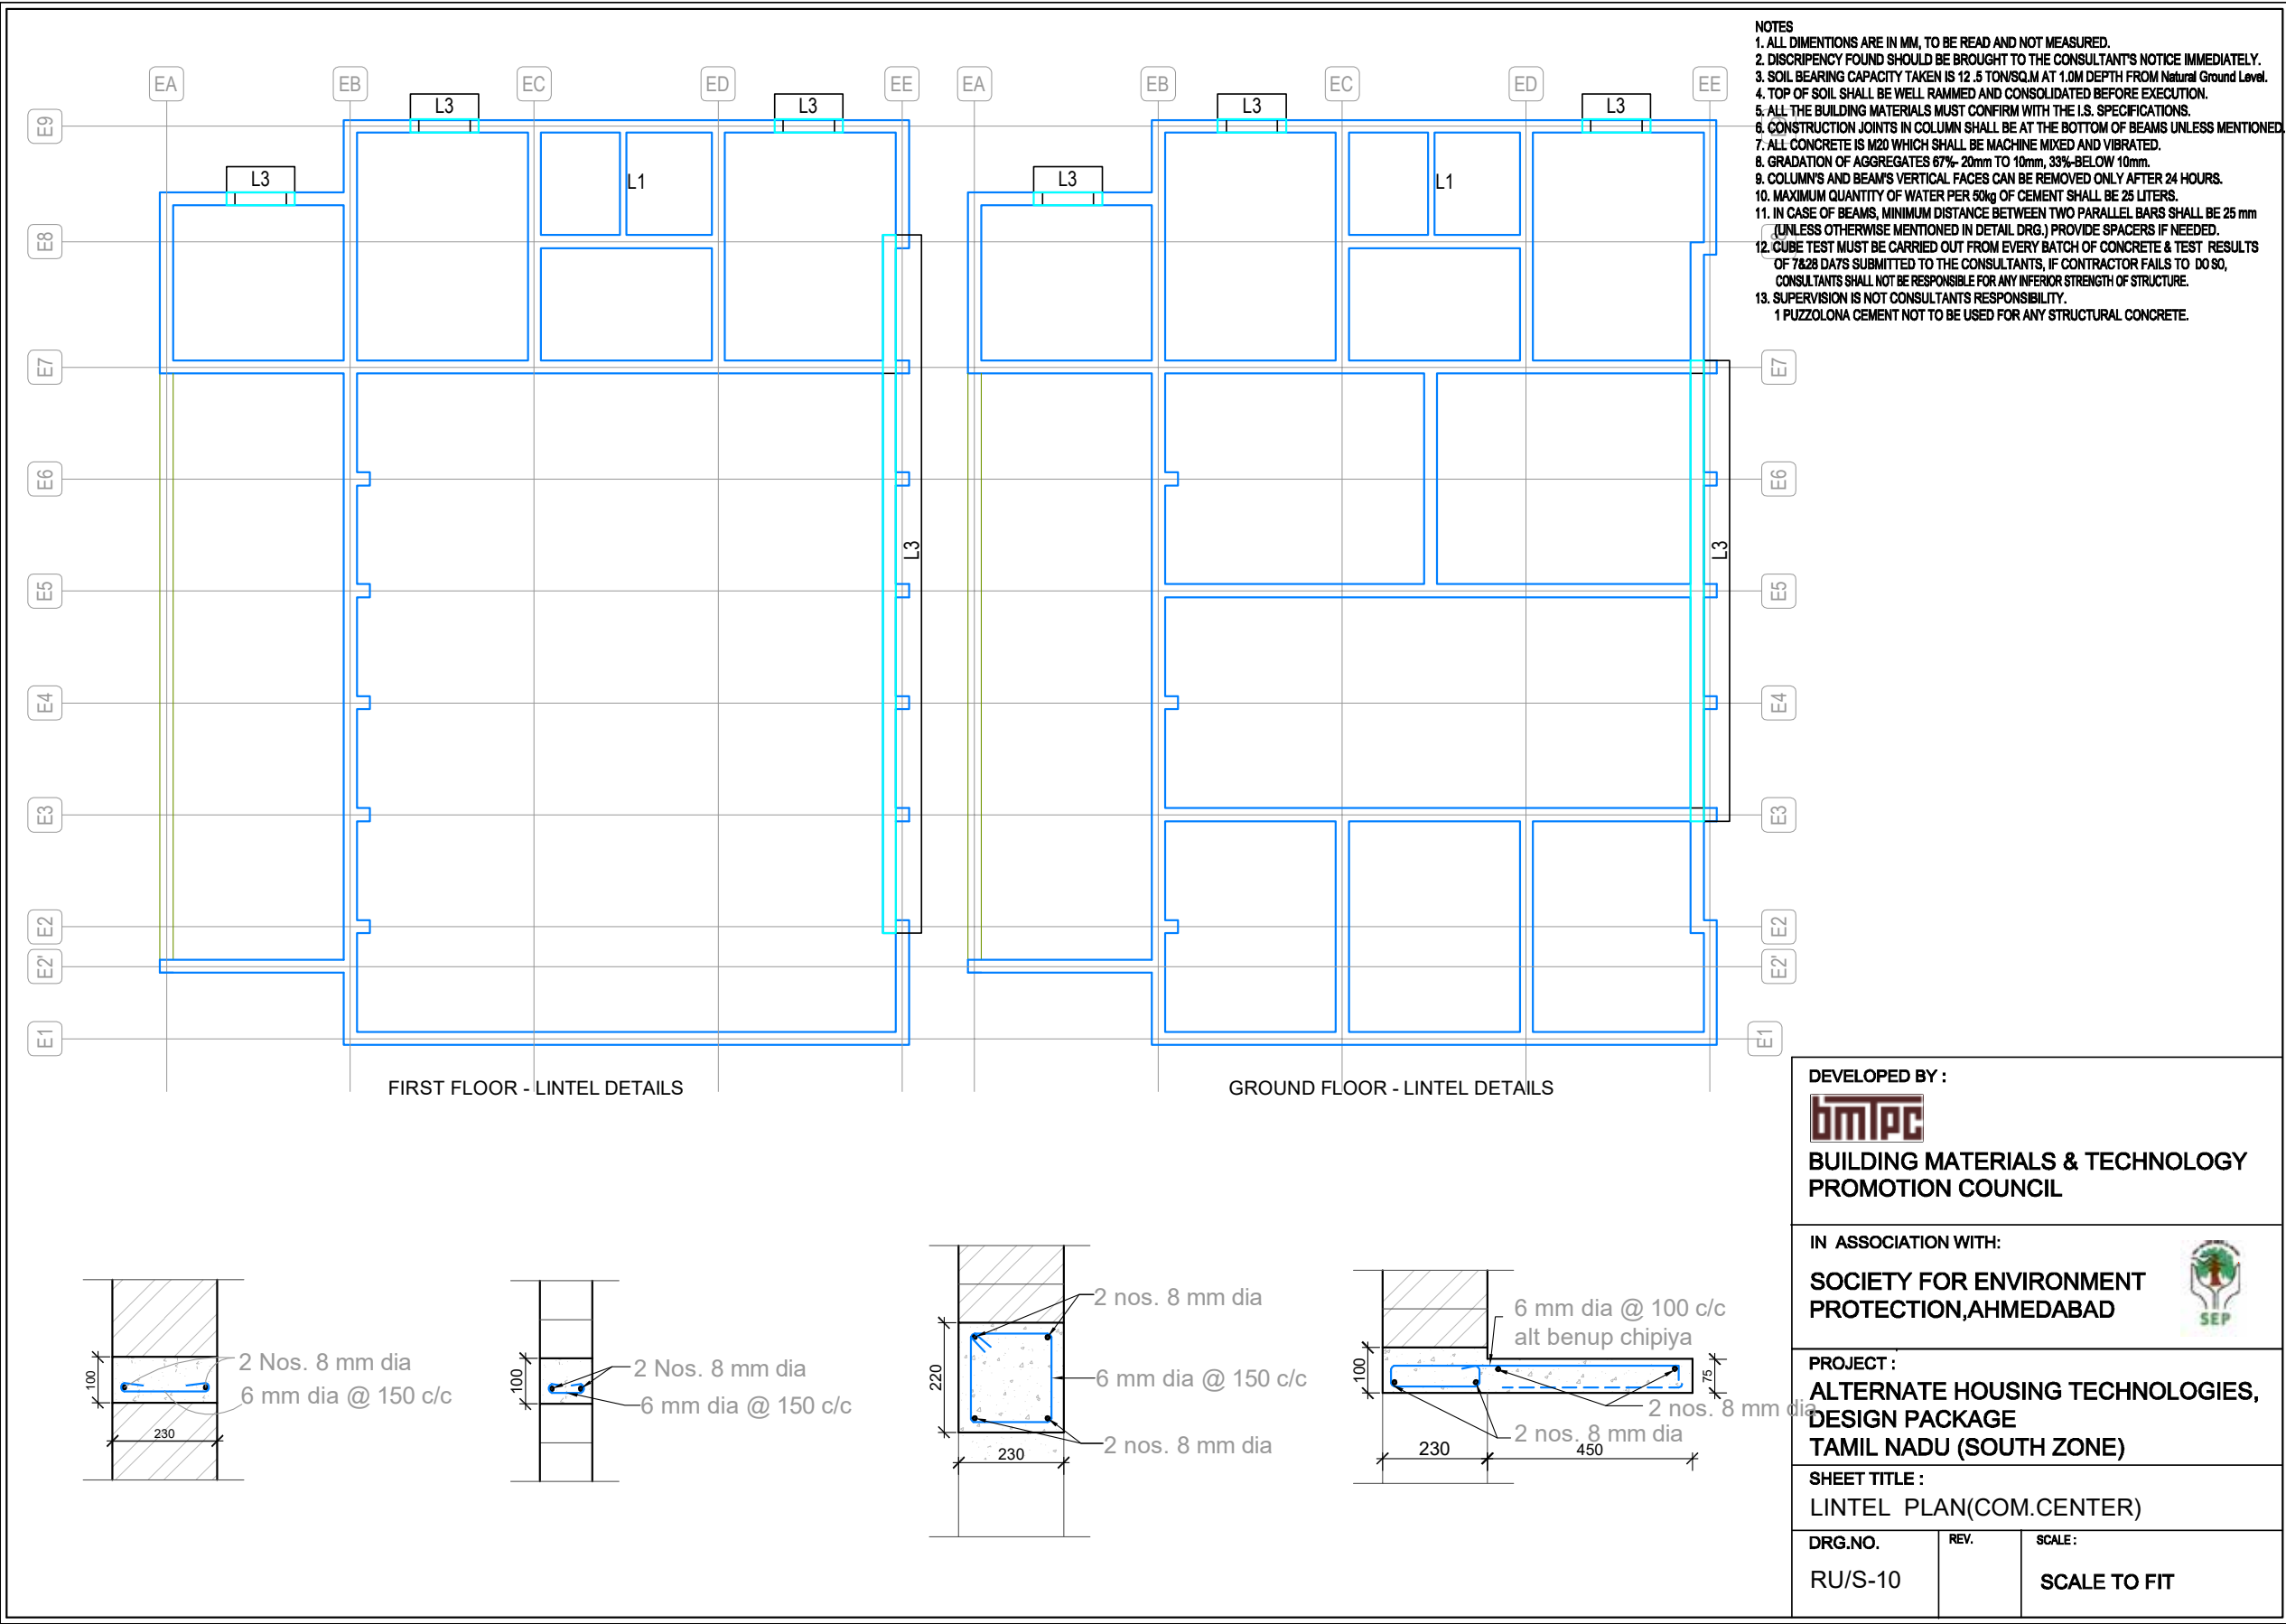 NOTES
1. ALL DIMENTIONS ARE IN MM, TO BE READ AND NOT MEASURED.
2. DISCRIPENCY FOUND SHOULD BE BROUGHT TO THE CONSULTANT'S NOTICE IMMEDIATELY.
3. SOIL BEARING CAPACITY TAKEN IS 12 .5 TON/SQ.M AT 1.0M DEPTH FROM Natural Ground Level.
4. TOP OF SOIL SHALL BE WELL RAMMED AND CONSOLIDATED BEFORE EXECUTION.
5. ALL THE BUILDING MATERIALS MUST CONFIRM WITH THE I.S. SPECIFICATIONS.
6. CONSTRUCTION JOINTS IN COLUMN SHALL BE AT THE BOTTOM OF BEAMS UNLESS MENTIONED.
7. ALL CONCRETE IS M20 WHICH SHALL BE MACHINE MIXED AND VIBRATED.
8. GRADATION OF AGGREGATES 67%- 20mm TO 10mm, 33%-BELOW 10mm.
9. COLUMN'S AND BEAM'S VERTICAL FACES CAN BE REMOVED ONLY AFTER 24 HOURS.
10. MAXIMUM QUANTITY OF WATER PER 50kg OF CEMENT SHALL BE 25 LITERS.
11. IN CASE OF BEAMS, MINIMUM DISTANCE BETWEEN TWO PARALLEL BARS SHALL BE 25 mm
(UNLESS OTHERWISE MENTIONED IN DETAIL DRG.) PROVIDE SPACERS IF NEEDED.
12. CUBE TEST MUST BE CARRIED OUT FROM EVERY BATCH OF CONCRETE & TEST RESULTS
OF 7&28 DA7S SUBMITTED TO THE CONSULTANTS, IF CONTRACTOR FAILS TO DO SO,
CONSULTANTS SHALL NOT BE RESPONSIBLE FOR ANY INFERIOR STRENGTH OF STRUCTURE.
13. SUPERVISION IS NOT CONSULTANTS RESPONSIBILITY.
1 PUZZOLONA CEMENT NOT TO BE USED FOR ANY STRUCTURAL CONCRETE.
EA
EB
EC
ED
EE
E9
E8
E7
E6
E5
E4
E3
E2
E2'
E1
L3
L3
L3
L1
L3
FIRST FLOOR - LINTEL DETAILS
EA
EB
EC
ED
EE
L3
L3
L3
L1
L3
E7
E6
E5
E4
E3
E2
E2'
E1
GROUND FLOOR - LINTEL DETAILS
100
2 Nos. 8 mm dia
6 mm dia @ 150 c/c
230
100
2 Nos. 8 mm dia
6 mm dia @ 150 c/c
220
2 nos. 8 mm dia
6 mm dia @ 150 c/c
2 nos. 8 mm dia
230
6 mm dia @ 100 c/c
alt benup chipiya
100
75
2 nos. 8 mm dia
2 nos. 8 mm dia
230
450
DEVELOPED BY :
bmTpc
BUILDING MATERIALS & TECHNOLOGY
PROMOTION COUNCIL
IN ASSOCIATION WITH:
SOCIETY FOR ENVIRONMENT
PROTECTION,AHMEDABAD
SEP
PROJECT :
ALTERNATE HOUSING TECHNOLOGIES,
DESIGN PACKAGE
TAMIL NADU (SOUTH ZONE)
SHEET TITLE :
LINTEL PLAN(COM.CENTER)
DRG.NO.
RU/S-10
REV.
SCALE :
SCALE TO FIT